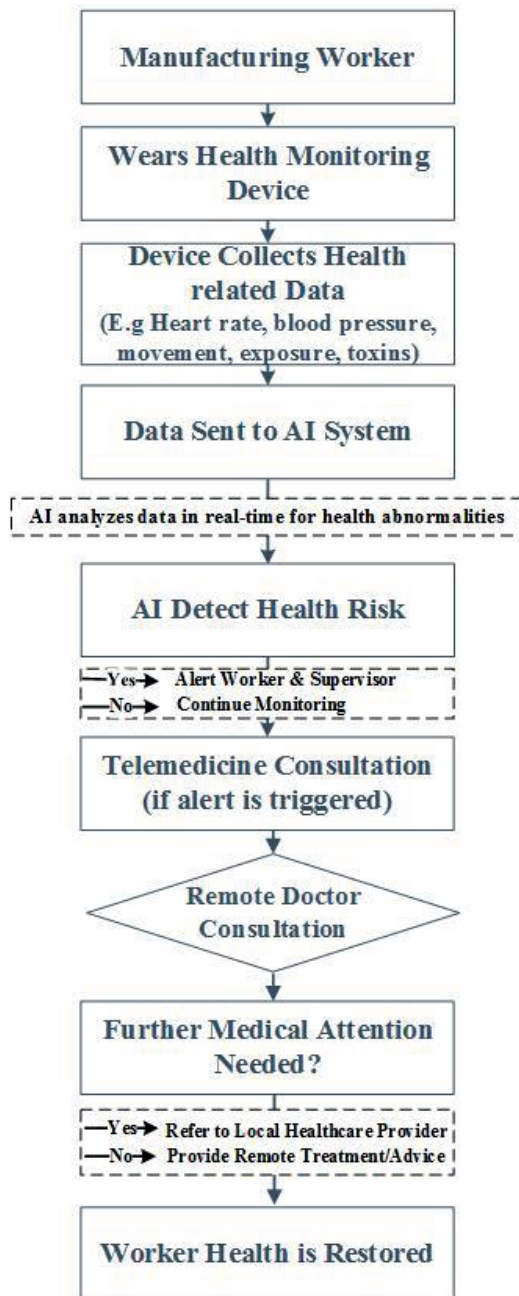 Manufacturing Worker
Wears Health Monitoring
Device
Device Collects Health
related Data
(E.g Heart rate, blood pressure,
movement, exposure, toxins)
Data Sent to AI System
AI analyzes data in real-time for health abnormalities
AI Detect Health Risk
Yes Alert Worker & Supervisor
No Continue Monitoring
Telemedicine Consultation
(if alert is triggered)
Remote Doctor
Consultation
Further Medical Attention
Needed?
Yes Refer to Local Healthcare Provider
No Provide Remote Treatment/Advice
Worker Health is Restored